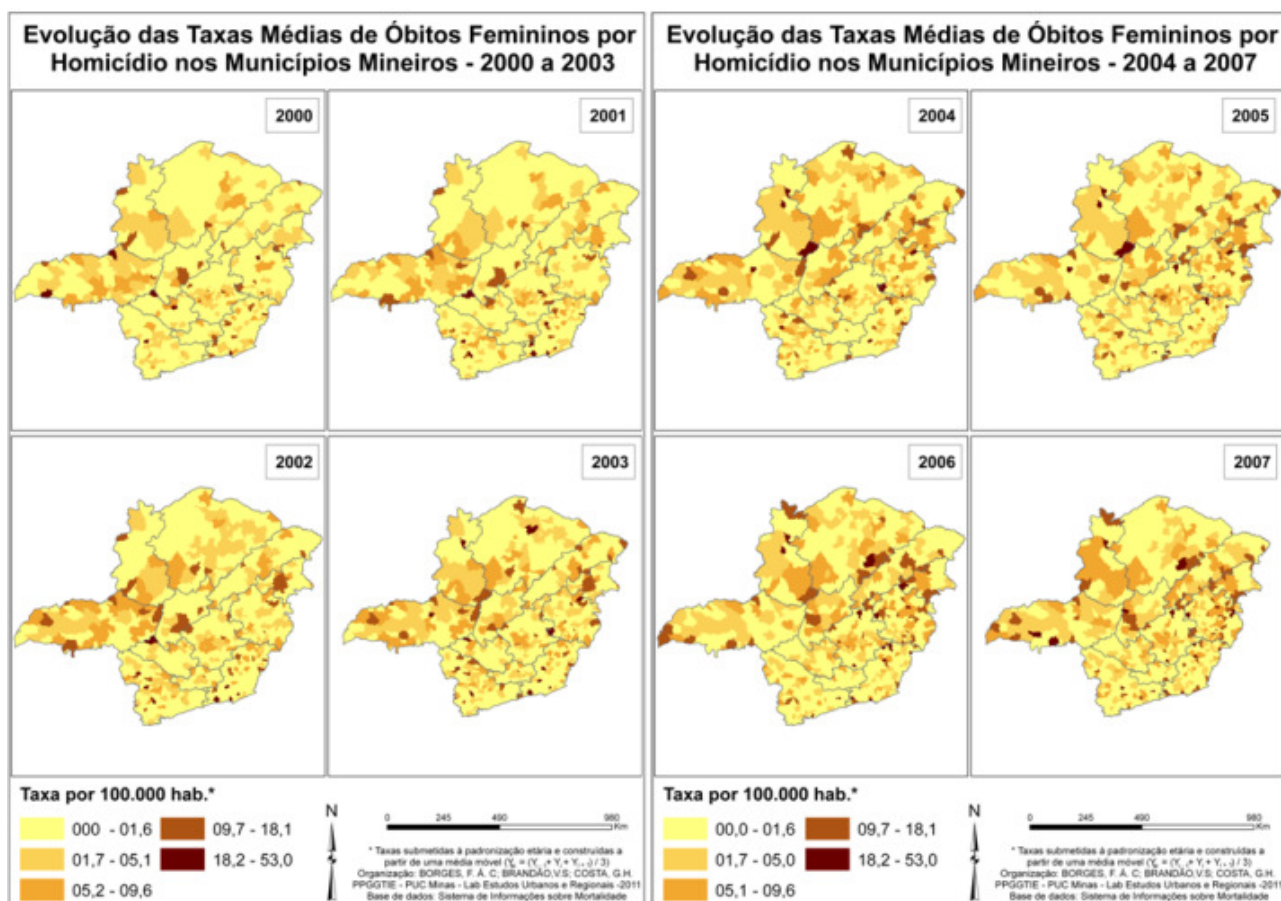 Evolução das Taxas Médias de Óbitos Femininos por
Homicídio nos Municípios Mineiros - 2000 a 2003
2000
2001
2002
2003
Taxa por 100.000 hab.*
000 - 01,6
01,7 - 05,1
05,2 - 09,6
09,7 - 18,1
18,2 - 53,0
N
0 245 490 980
Km
* Taxas submetidas à padronização etária e construídas a
partir de uma média móvel
Organização: BORGES, F. A. C; BRANDÃO,V.S; COSTA, G.H.
PPGGTIE - PUC Minas - Lab Estudos Urbanos e Regionais -2011
Base de dados: Sistema de Informações sobre Mortalidade
Evolução das Taxas Médias de Óbitos Femininos por
Homicídio nos Municípios Mineiros - 2004 a 2007
2004
2005
2006
2007
Taxa por 100.000 hab.*
00,0 - 01,6
01,7 - 05,0
05,1 - 09,6
09,7 - 18,1
18,2 - 53,0
N
0 245 490 980
Km
* Taxas submetidas à padronização etária e construídas a
partir de uma média móvel
Organização: BORGES, F. A. C; BRANDÃO,V.S; COSTA, G.H.
PPGGTIE - PUC Minas - Lab Estudos Urbanos e Regionais -2011
Base de dados: Sistema de Informações sobre Mortalidade